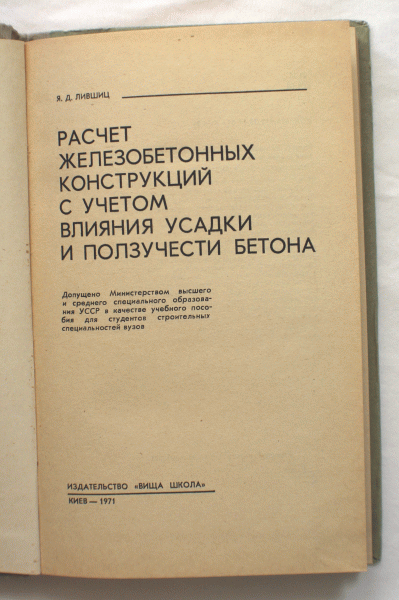 Я. Д. ЛИВШИЦ
РАСЧЕТ
ЖЕЛЕЗОБЕТОННЫХ
КОНСТРУКЦИЙ
С УЧЕТОМ
ВЛИЯНИЯ УСАДКИ
И ПОЛЗУЧЕСТИ БЕТОНА
Допущено Министерством высшего
и среднего специального образова-
ния УССР в качестве учебного посо-
бия для студентов строительных
специальностей вузов
ИЗДАТЕЛЬСТВО «ВИЩА ШКОЛА»
КИЕВ — 1971